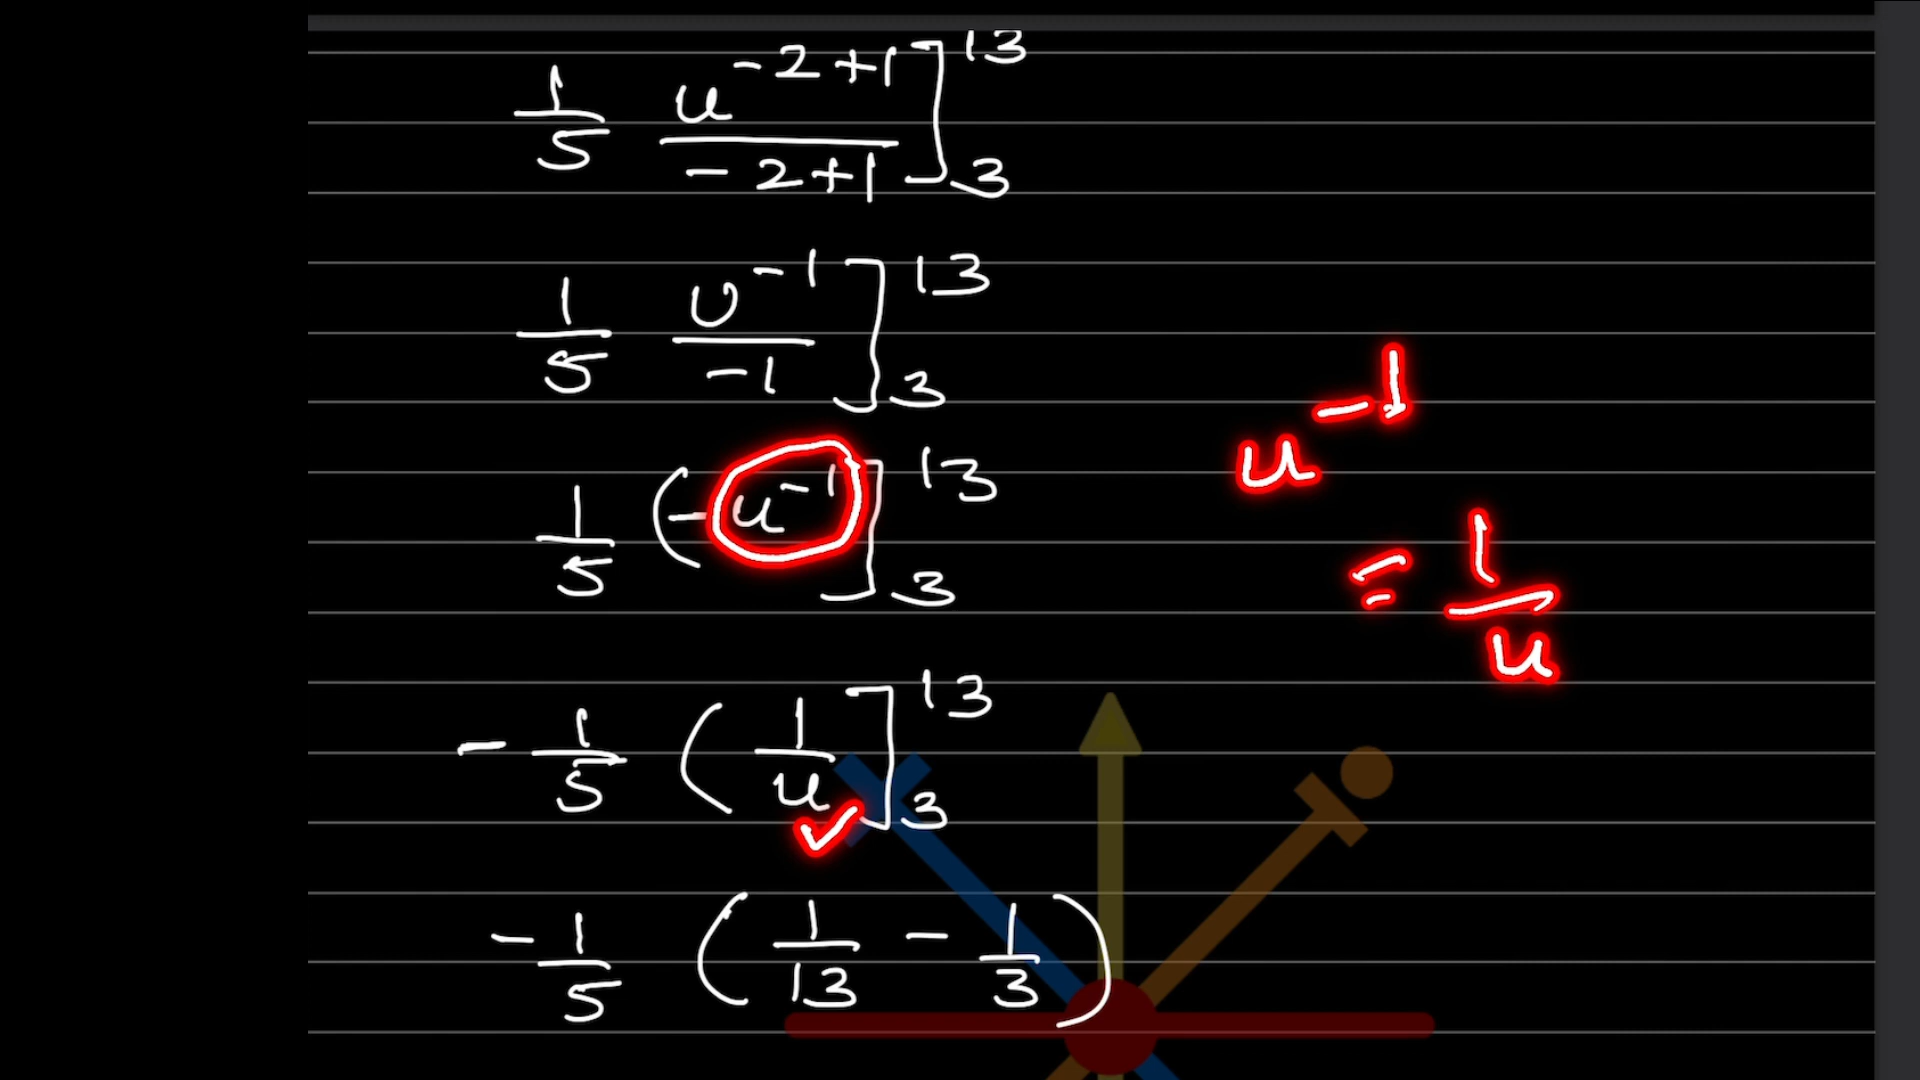 1/5 u^(-2+1)/(-2+1) ]_3^13
1/5 u^(-1)/(-1) ]_3^13
1/5 (-u^(-1) ]_3^13
u^(-1)
= 1/u
-1/5 ( 1/u ]_3^13
-1/5 ( 1/13 - 1/3 )